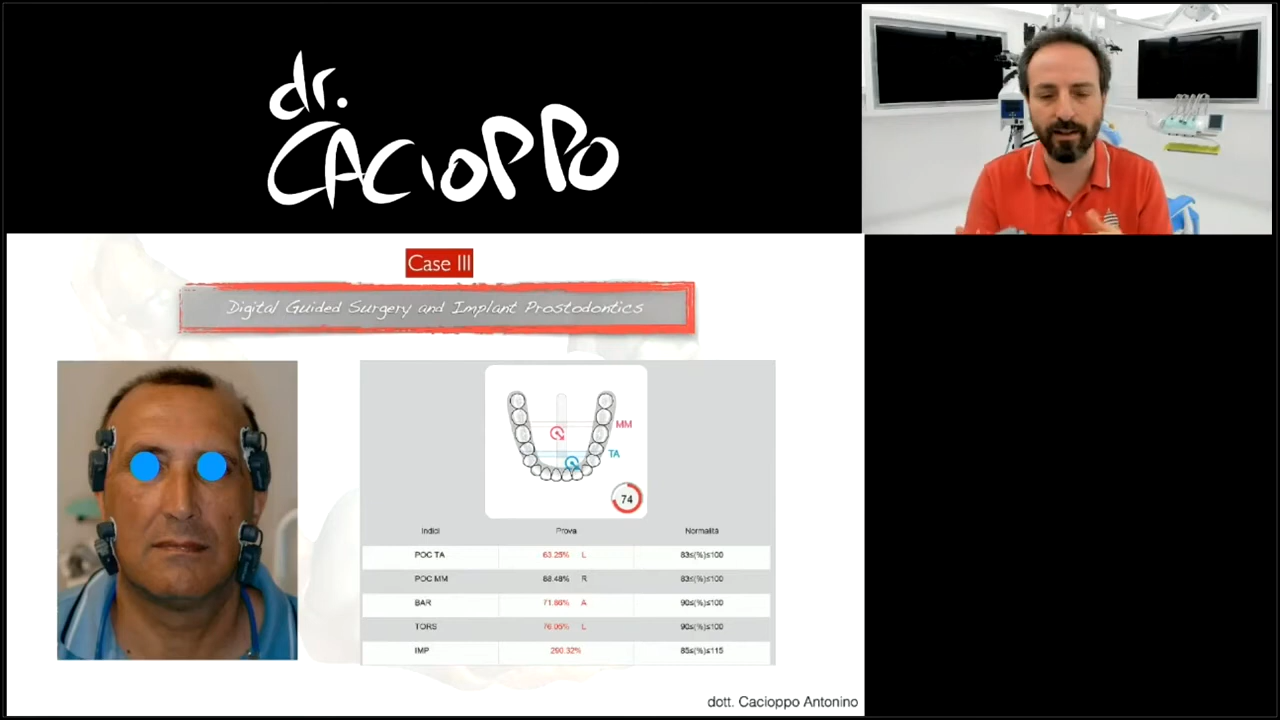 dr.
CACIOPPO
Case III
Digital Guided Surgery and Implant Prostodontics
MM
TA
74
Indici Prova Normalità
POC TA 63.25% L 83≤(%)≤100
POC MM 88.48% R 83≤(%)≤100
BAR 71.86% A 90≤(%)≤100
TORS 76.05% L 90≤(%)≤100
IMP 290.32% 85≤(%)≤115
dott. Cacioppo Antonino